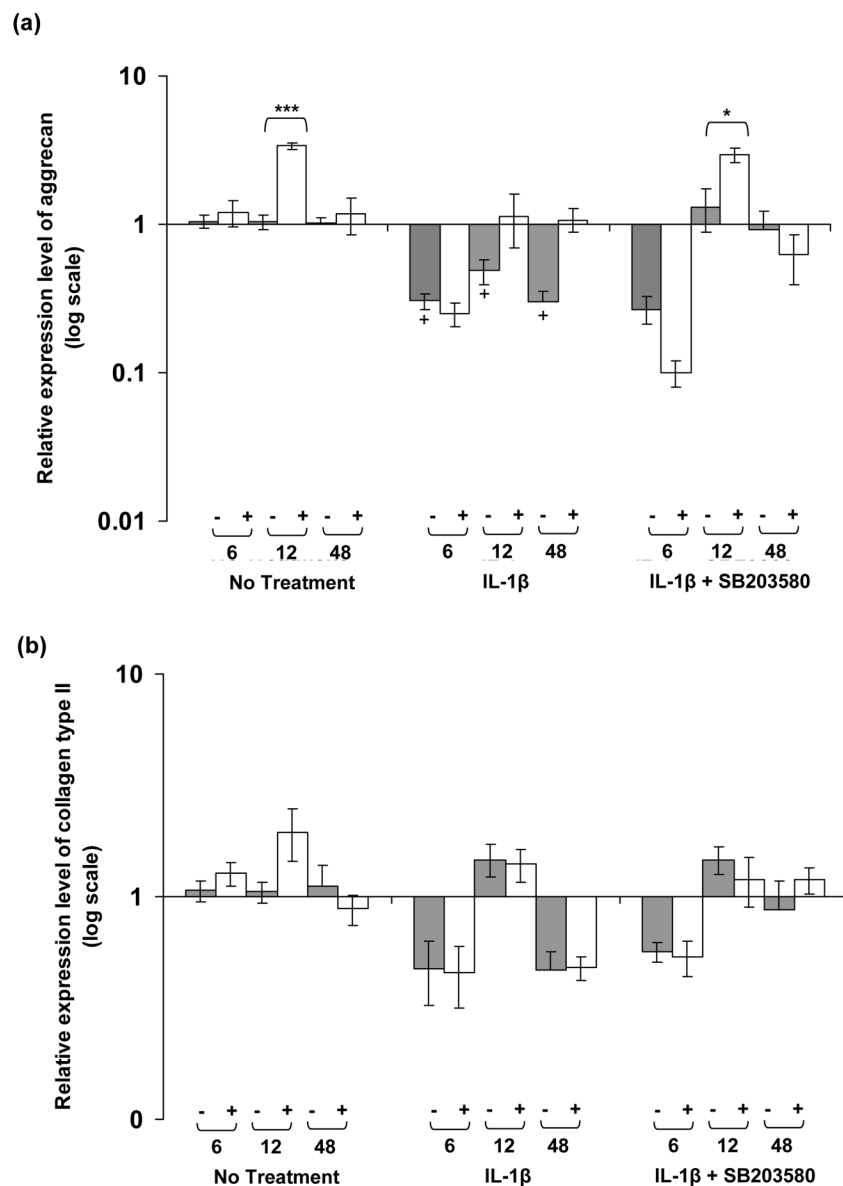 (a)
Relative expression level of aggrecan
(log scale)
10
1
0.1
0.01
***
*
+
+
+
- + - + - + - + - + - + - + - + - +
6 12 48 6 12 48 6 12 48
No Treatment IL-1β IL-1β + SB203580
(b)
Relative expression level of collagen type II
(log scale)
10
1
0
- + - + - + - + - + - + - + - + - +
6 12 48 6 12 48 6 12 48
No Treatment IL-1β IL-1β + SB203580